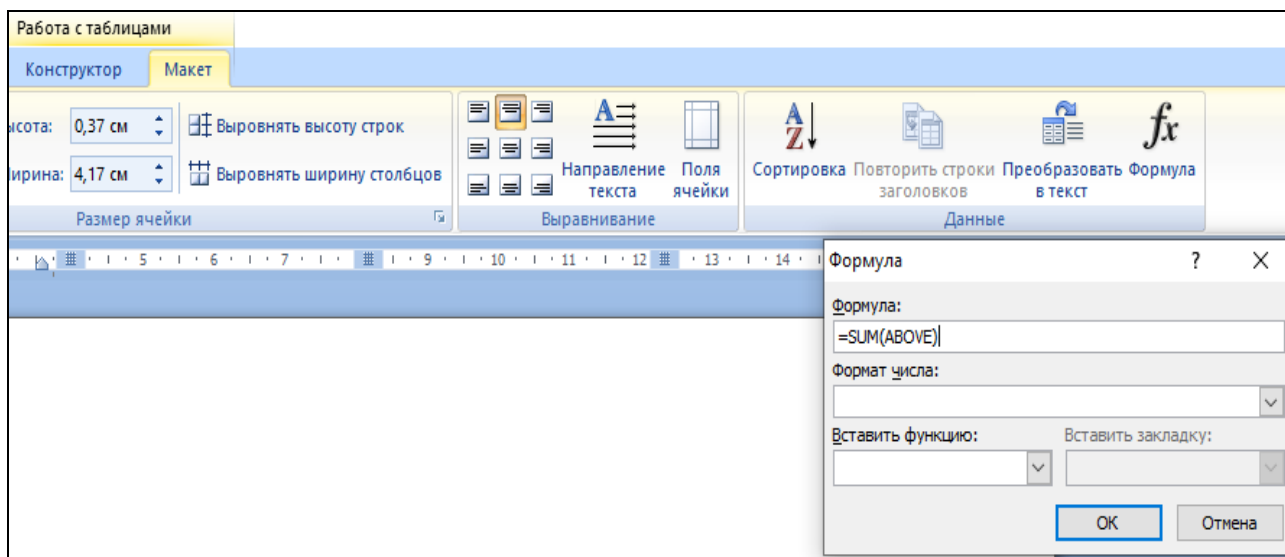 Работа с таблицами
Конструктор Макет
ысота: 0,37 см Выровнять высоту строк
ирина: 4,17 см Выровнять ширину столбцов
Размер ячейки
Направление текста
Поля ячейки
Выравнивание
A
Z
Сортировка
Повторить строки заголовков
Преобразовать в текст
fx
Формула
Данные
5 6 7 9 10 11 12 13 14
Формула ? X
Формула:
=SUM(ABOVE)
Формат числа:
Вставить функцию: Вставить закладку:
ОК Отмена